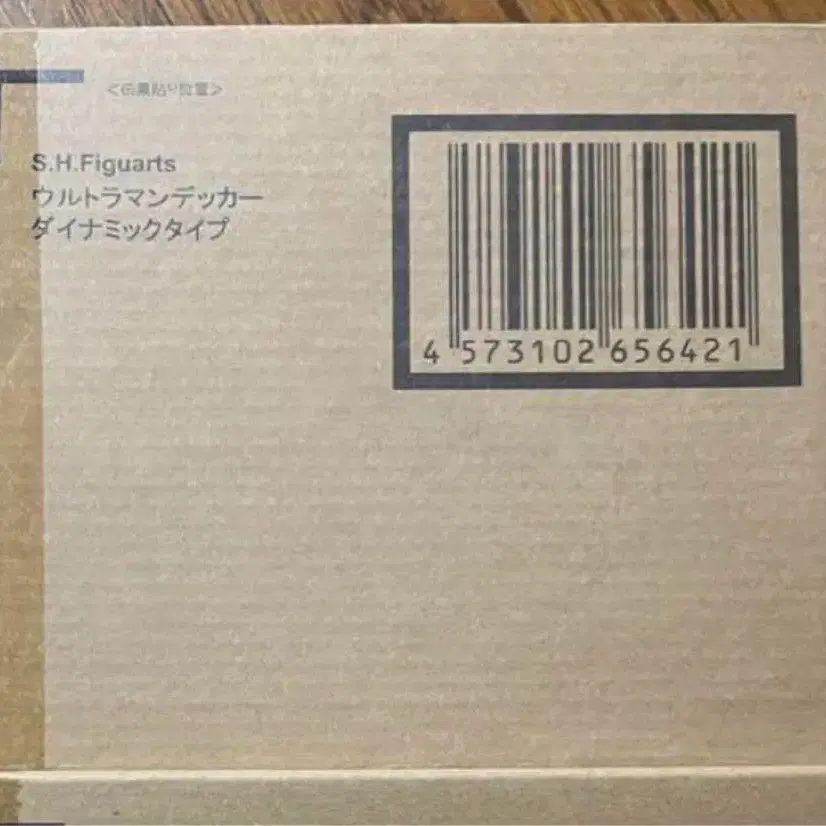 <伝票貼り位置>
S.H.Figuarts
ウルトラマンデッカー
ダイナミックタイプ
4 573102 656421